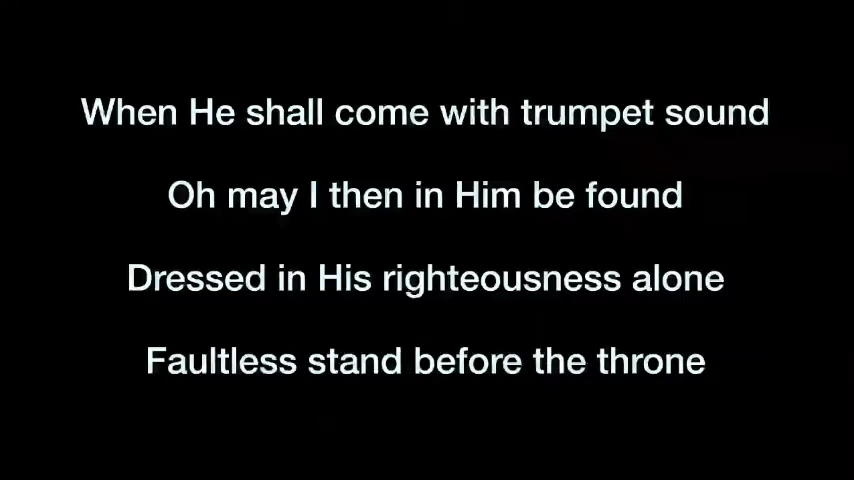 When He shall come with trumpet sound
Oh may I then in Him be found
Dressed in His righteousness alone
Faultless stand before the throne